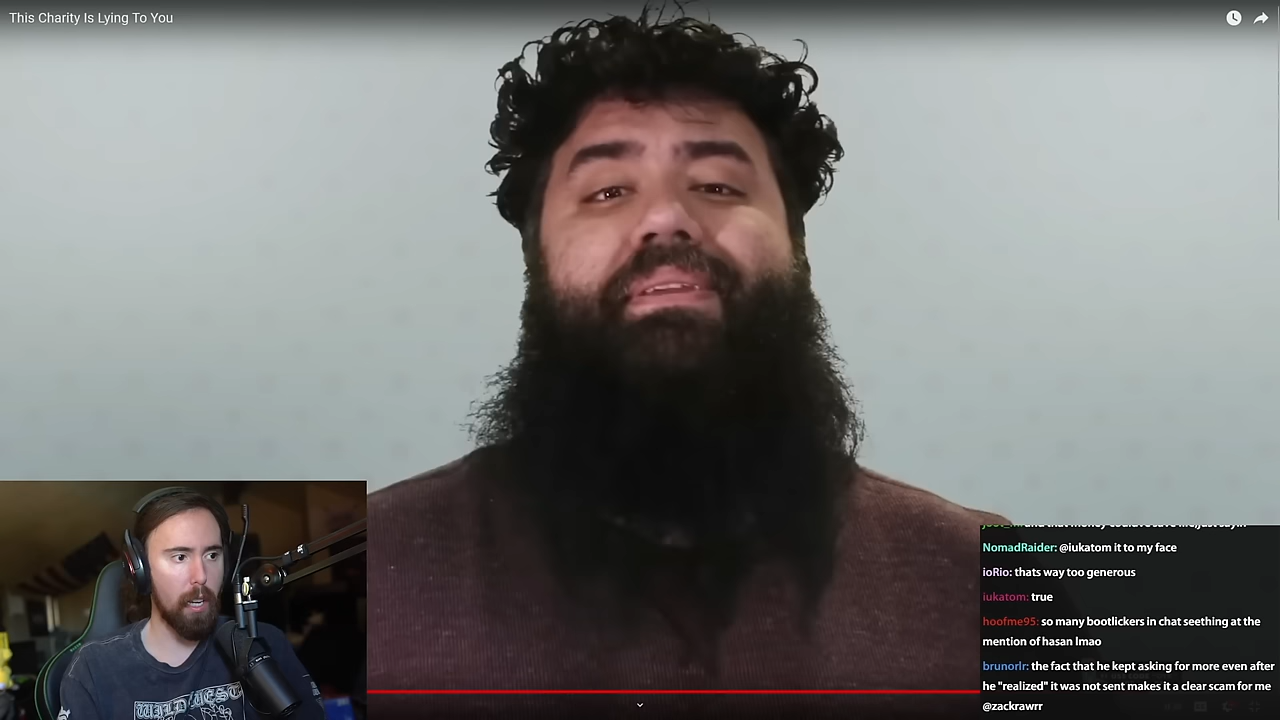 This Charity Is Lying To You
NomadRaider: @iukatom it to my face
ioRio: thats way too generous
iukatom: true
hoofme95: so many bootlickers in chat seething at the
mention of hasan lmao
brunorlr: the fact that he kept asking for more even after
he "realized" it was not sent makes it a clear scam for me
@zackrawrr
WILD WEST